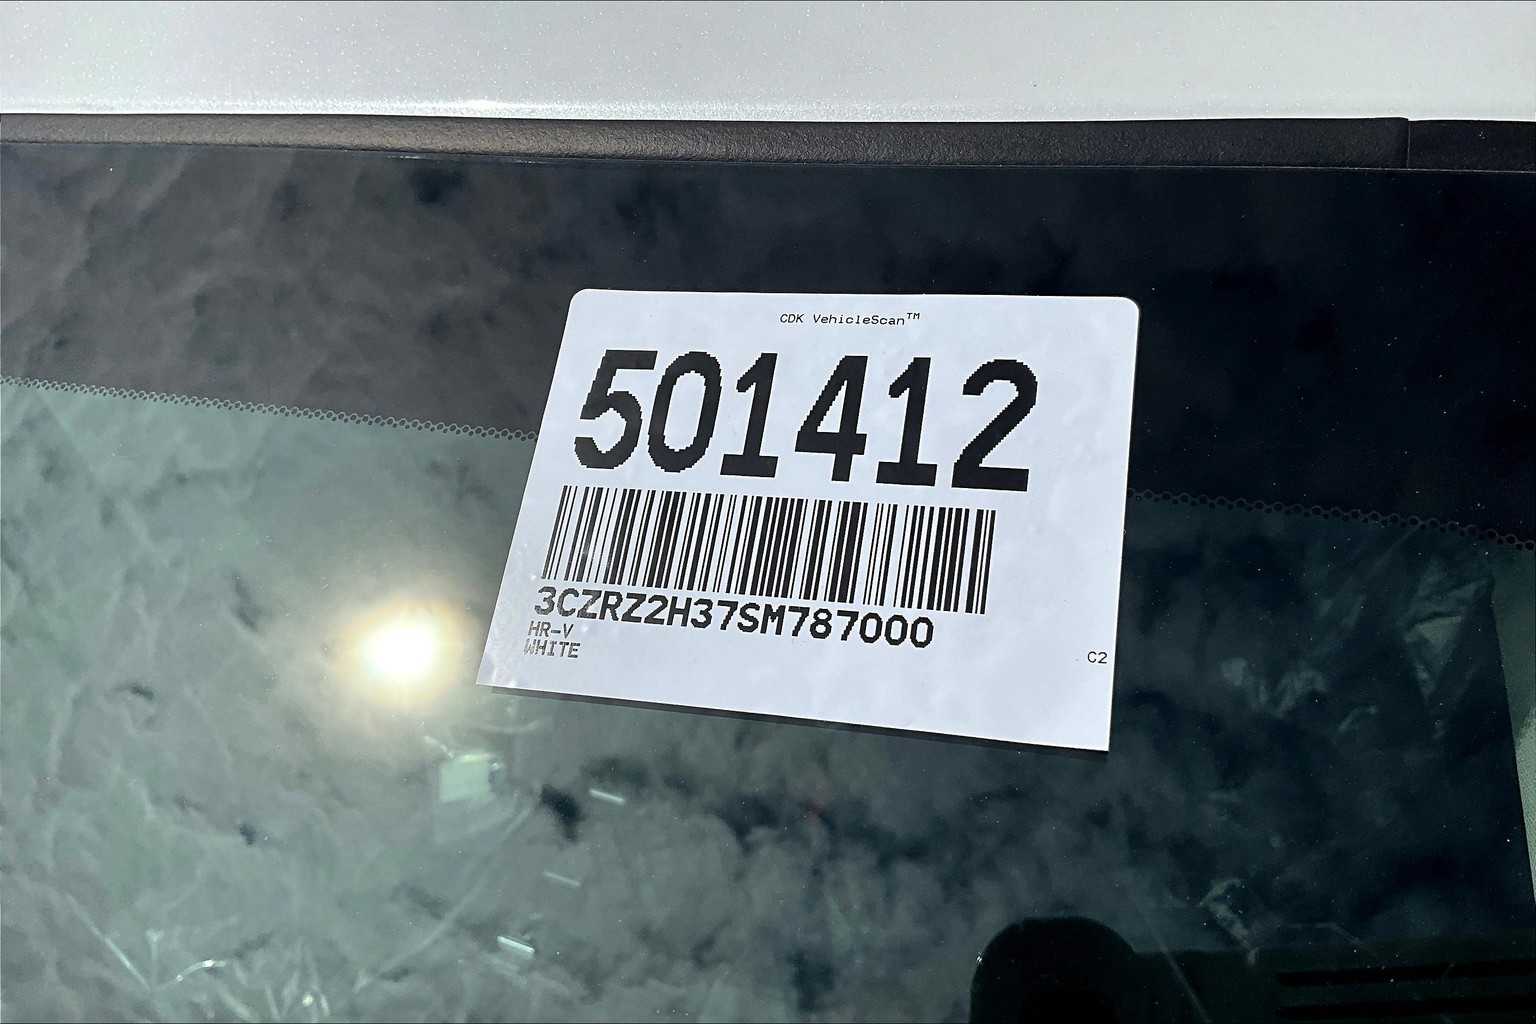 CDK VehicleScan™
501412
3CZRZ2H37SM787000
HR-V
WHITE
C2